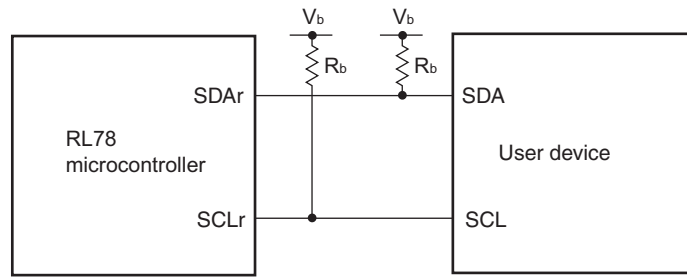 Vb
Vb
Rb
Rb
SDAr
SDA
RL78
microcontroller
User device
SCLr
SCL